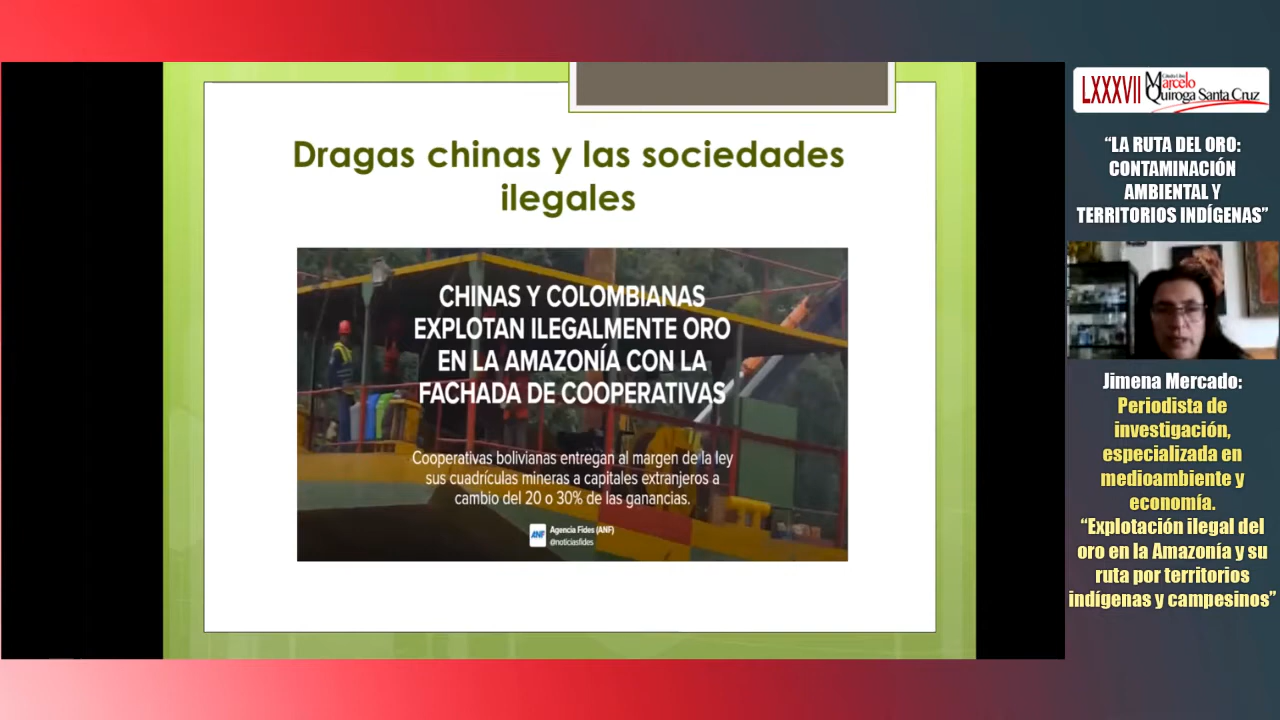 Dragas chinas y las sociedades
ilegales
CHINAS Y COLOMBIANAS
EXPLOTAN ILEGALMENTE ORO
EN LA AMAZONÍA CON LA
FACHADA DE COOPERATIVAS
Cooperativas bolivianas entregan al margen de la ley
sus cuadrículas mineras a capitales extranjeros a
cambio del 20 o 30% de las ganancias.
ANF
Agencia Fides (ANF)
@noticiasfides
LXXXVII
Cátedra Libre
Marcelo
Quiroga Santa Cruz
“LA RUTA DEL ORO:
CONTAMINACIÓN
AMBIENTAL Y
TERRITORIOS INDÍGENAS”
Jimena Mercado:
Periodista de
investigación,
especializada en
medioambiente y
economía.
“Explotación ilegal del
oro en la Amazonía y su
ruta por territorios
indígenas y campesinos”